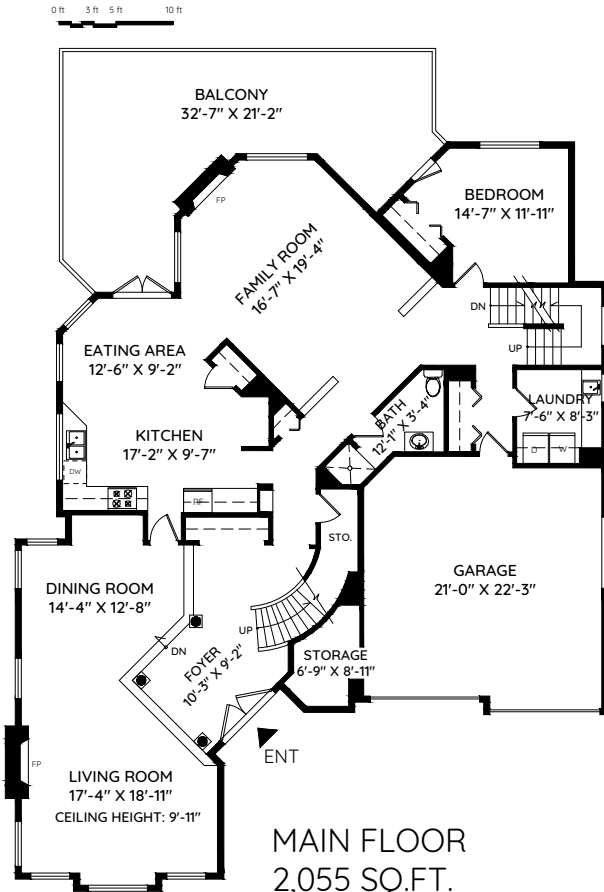 0 ft 3 ft 5 ft 10 ft
BALCONY
32'-7" X 21'-2"
BEDROOM
14'-7" X 11'-11"
FP
FAMILY ROOM
16'-7" X 19'-4"
DN
UP
EATING AREA
12'-6" X 9'-2"
LAUNDRY
7'-6" X 8'-3"
BATH
12'-1" X 3'-4"
KITCHEN
17'-2" X 9'-7"
D W
DW
RF
STO.
GARAGE
21'-0" X 22'-3"
DINING ROOM
14'-4" X 12'-8"
UP
DN
FOYER
10'-3" X 9'-2"
STORAGE
6'-9" X 8'-11"
ENT
FP
LIVING ROOM
17'-4" X 18'-11"
CEILING HEIGHT: 9'-11"
MAIN FLOOR
2,055 SQ.FT.